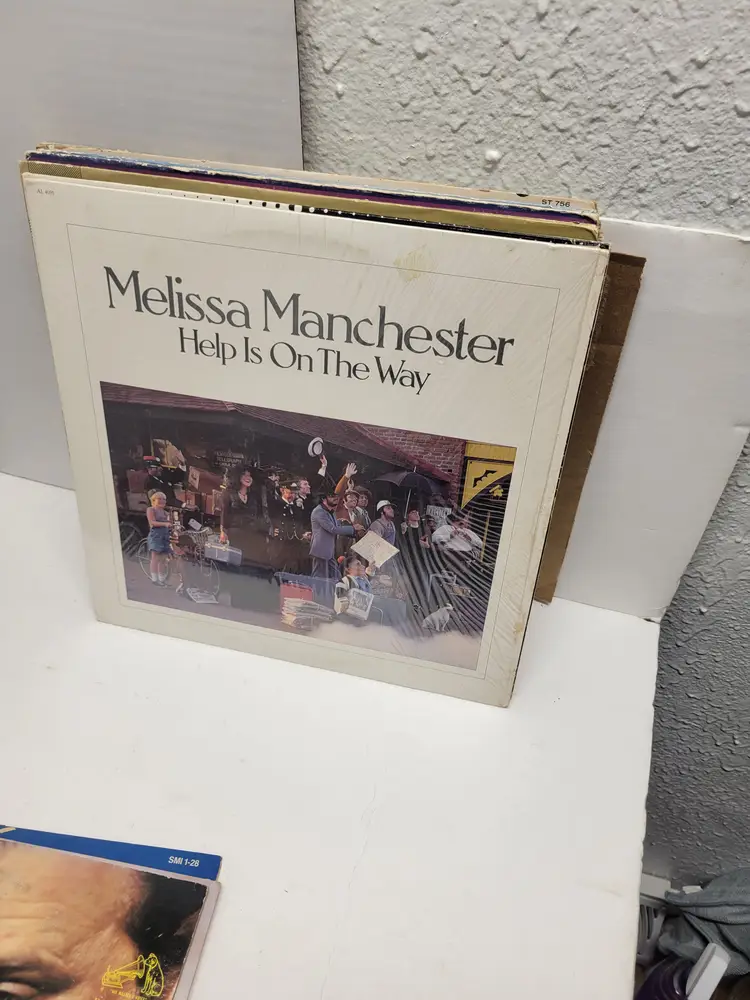 ST 756
Melissa Manchester
Help Is On The Way
SMI 1-28